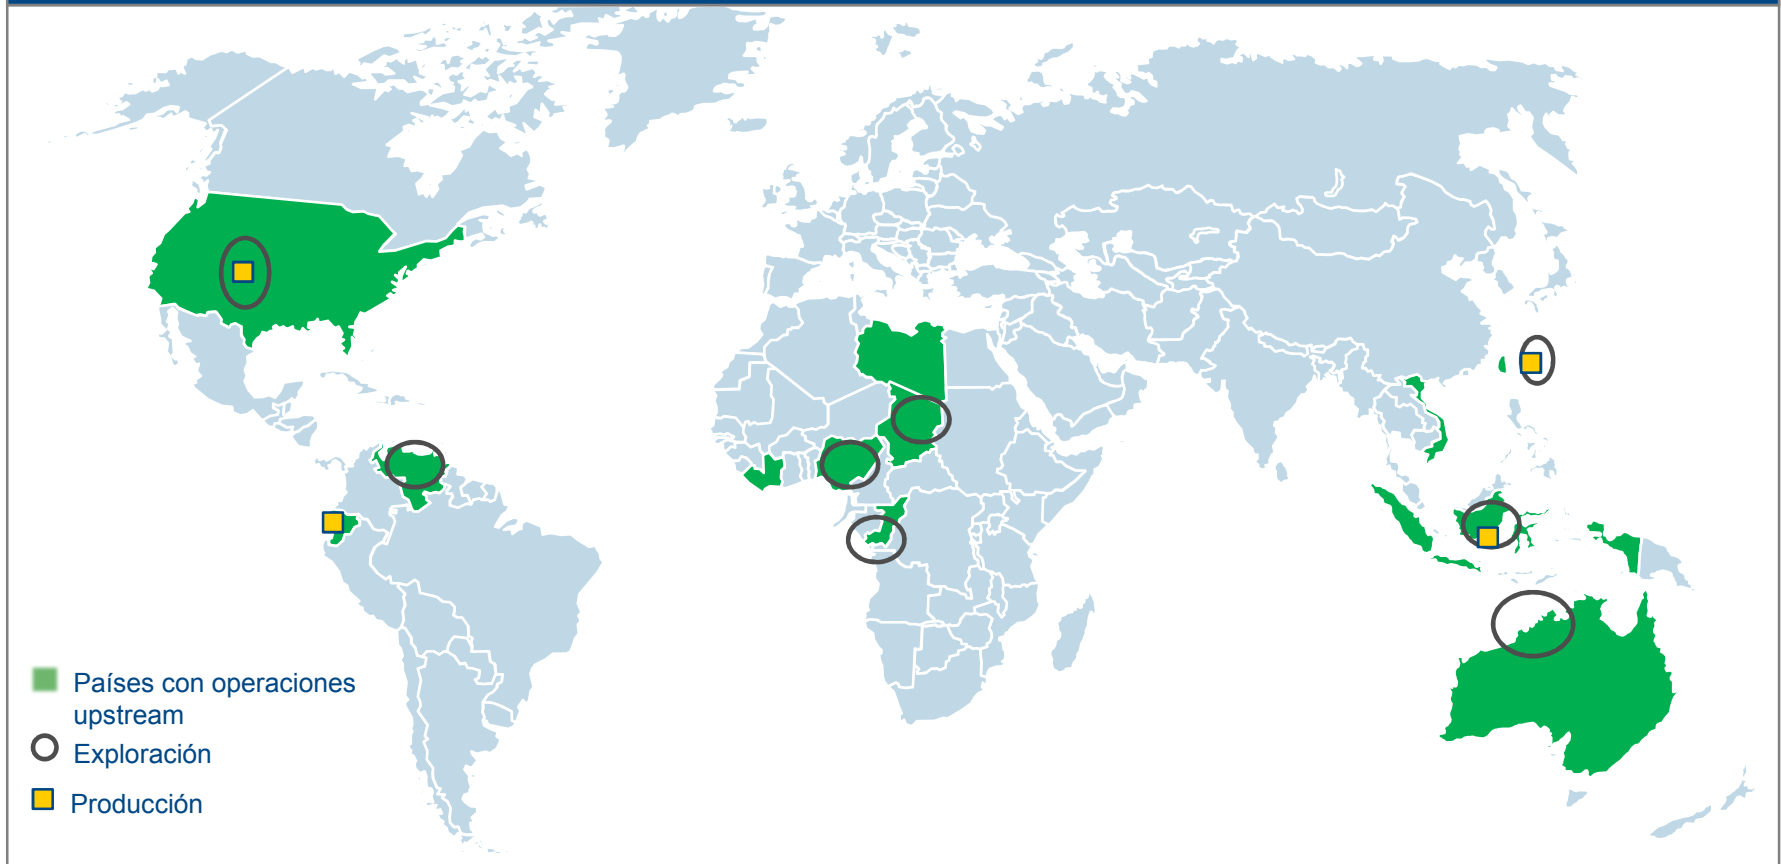 Países con operaciones
upstream
Exploración
Producción